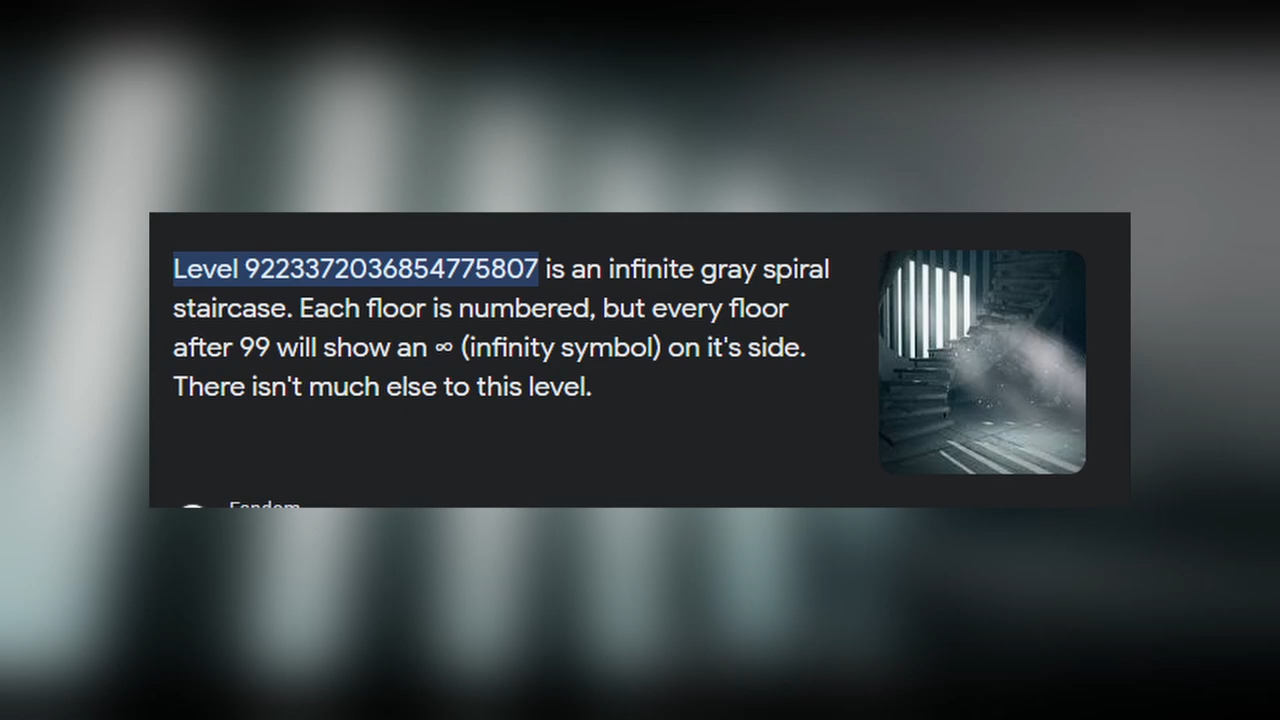 Level 9223372036854775807 is an infinite gray spiral
staircase. Each floor is numbered, but every floor
after 99 will show an ∞ (infinity symbol) on it's side.
There isn't much else to this level.
Fandom